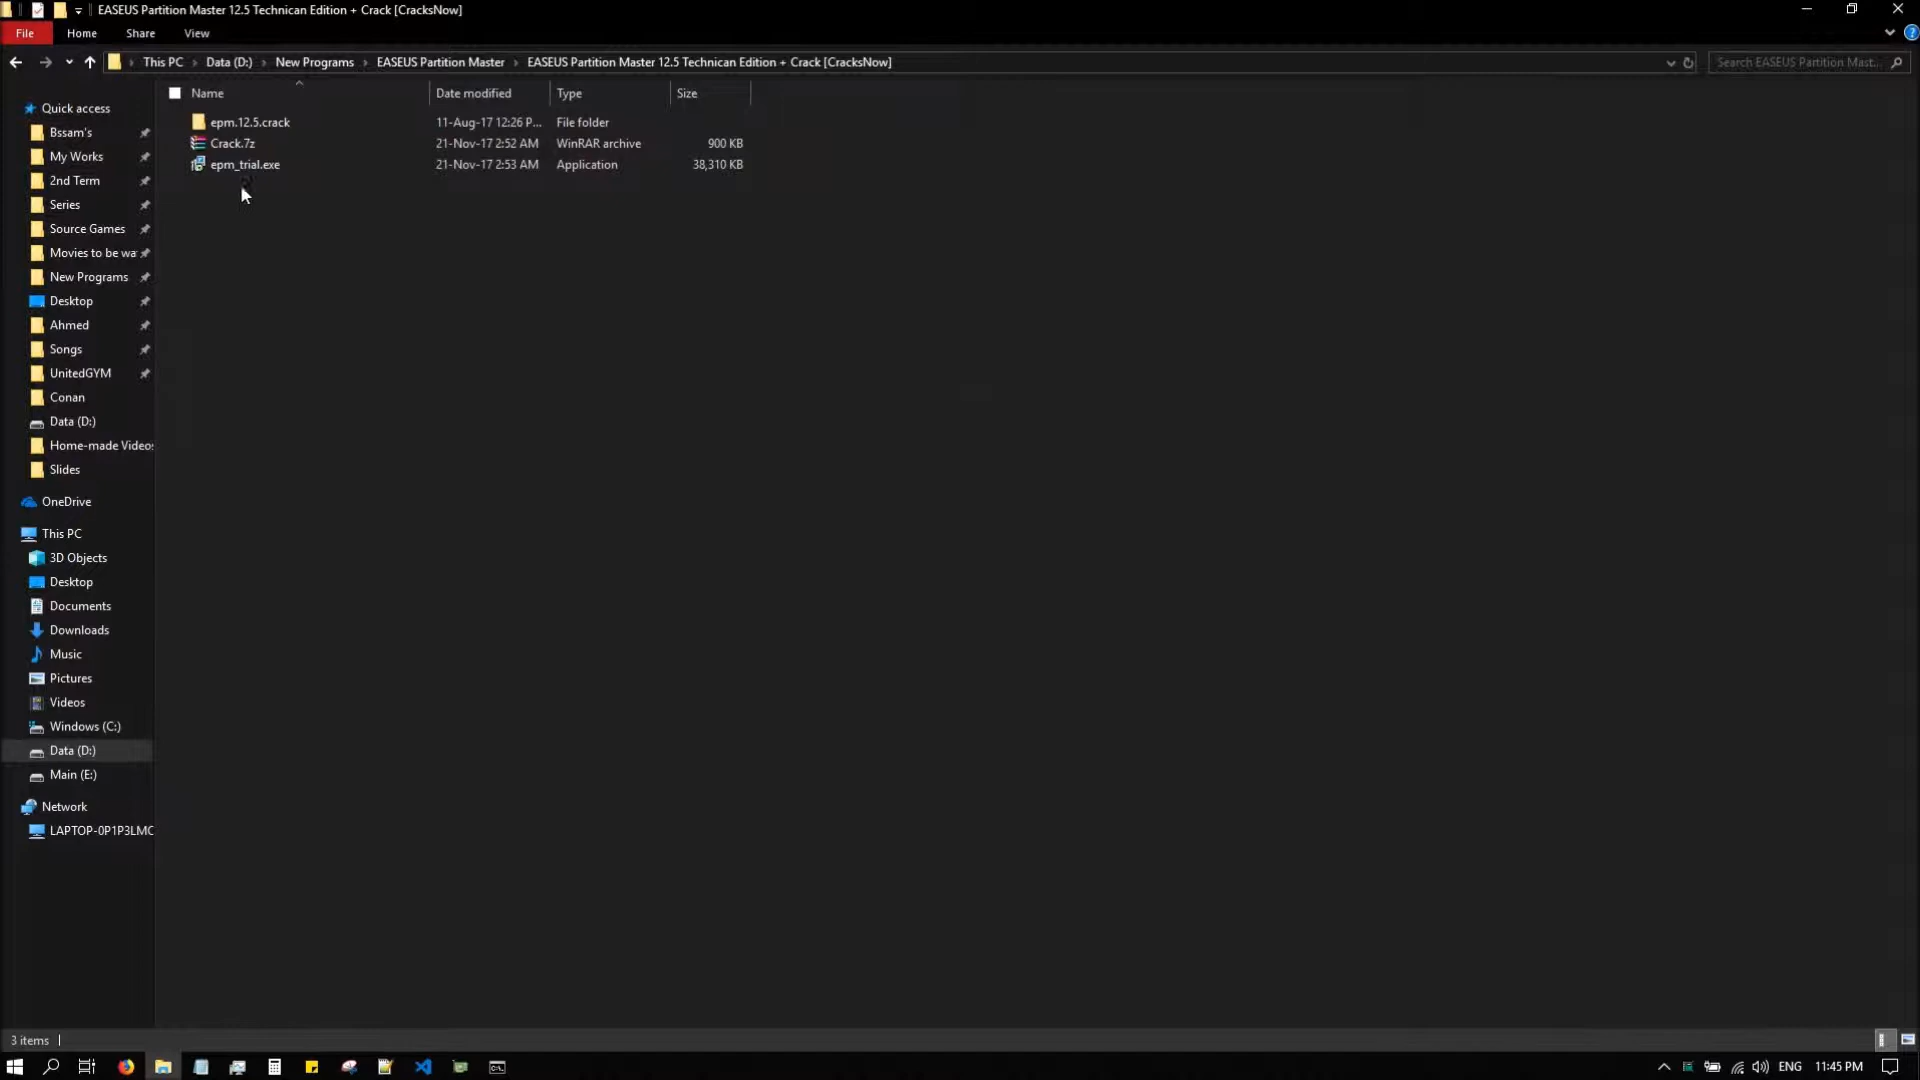 EASEUS Partition Master 12.5 Technican Edition + Crack [CracksNow]
File Home Share View
This PC Data (D:) New Programs EASEUS Partition Master EASEUS Partition Master 12.5 Technican Edition + Crack [CracksNow] Search EASEUS Partition Mast...
Name Date modified Type Size
epm.12.5.crack 11-Aug-17 12:26 P... File folder
Crack.7z 21-Nov-17 2:52 AM WinRAR archive 900 KB
epm_trial.exe 21-Nov-17 2:53 AM Application 38,310 KB
Quick access
Bssam's
My Works
2nd Term
Series
Source Games
Movies to be wa
New Programs
Desktop
Ahmed
Songs
UnitedGYM
Conan
Data (D:)
Home-made Videos
Slides
OneDrive
This PC
3D Objects
Desktop
Documents
Downloads
Music
Pictures
Videos
Windows (C:)
Data (D:)
Main (E:)
Network
LAPTOP-0P1P3LMC
3 items
ENG 11:45 PM